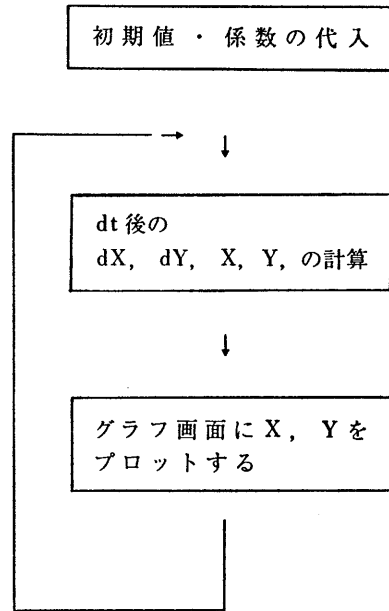 初期値・係数の代入
dt後の
dX, dY, X, Y, の計算
グラフ画面にX, Yを
プロットする